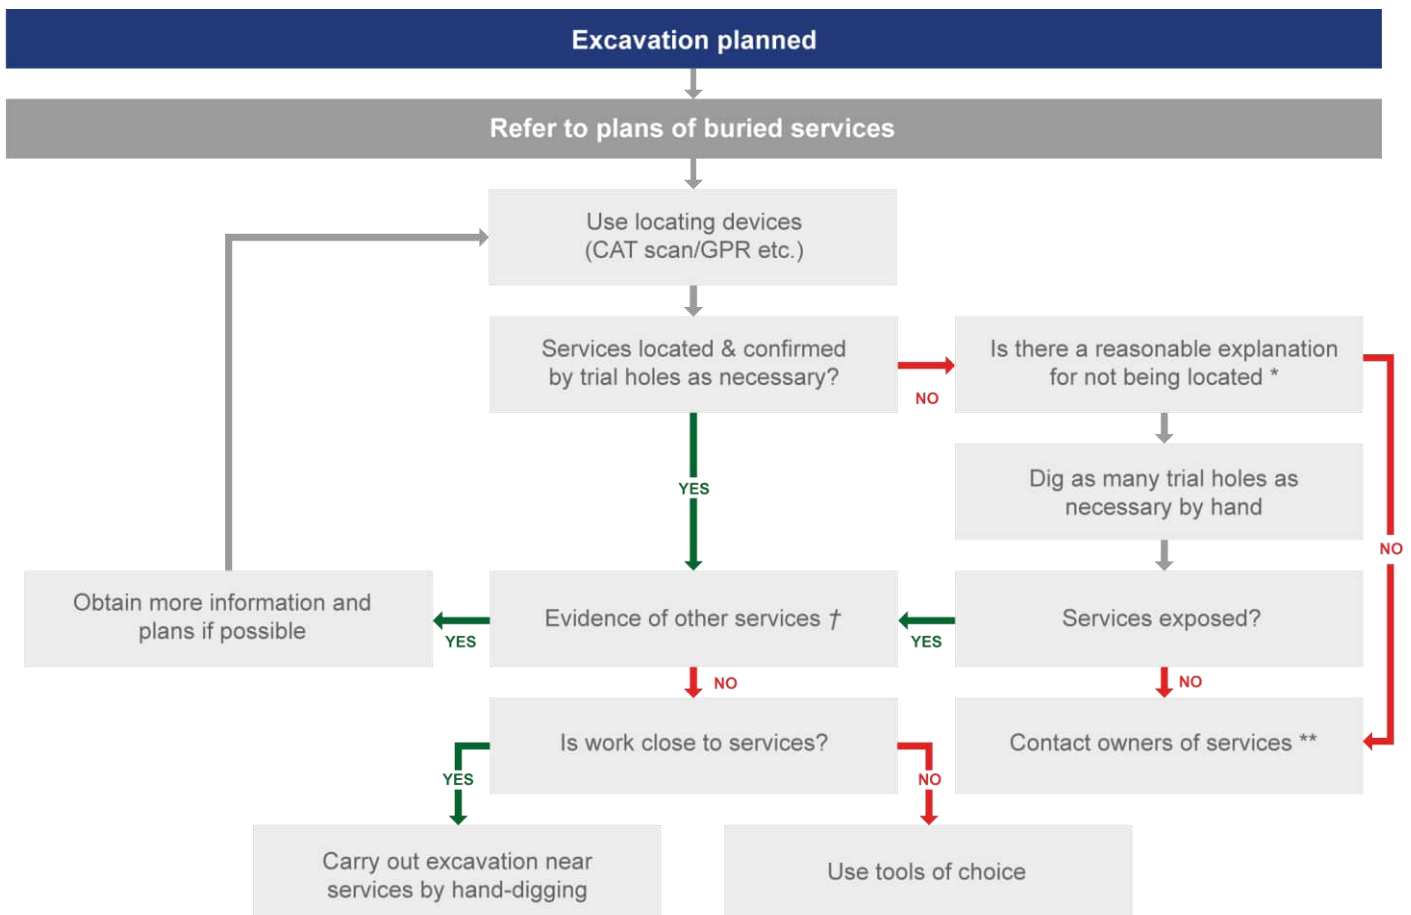 Excavation planned
Refer to plans of buried services
Use locating devices
(CAT scan/GPR etc.)
Services located & confirmed
by trial holes as necessary?
NO
Is there a reasonable explanation
for not being located *
YES
Dig as many trial holes as
necessary by hand
NO
Obtain more information and
plans if possible
YES
Evidence of other services †
YES
Services exposed?
NO
NO
Is work close to services?
Contact owners of services **
YES
NO
Carry out excavation near
services by hand-digging
Use tools of choice